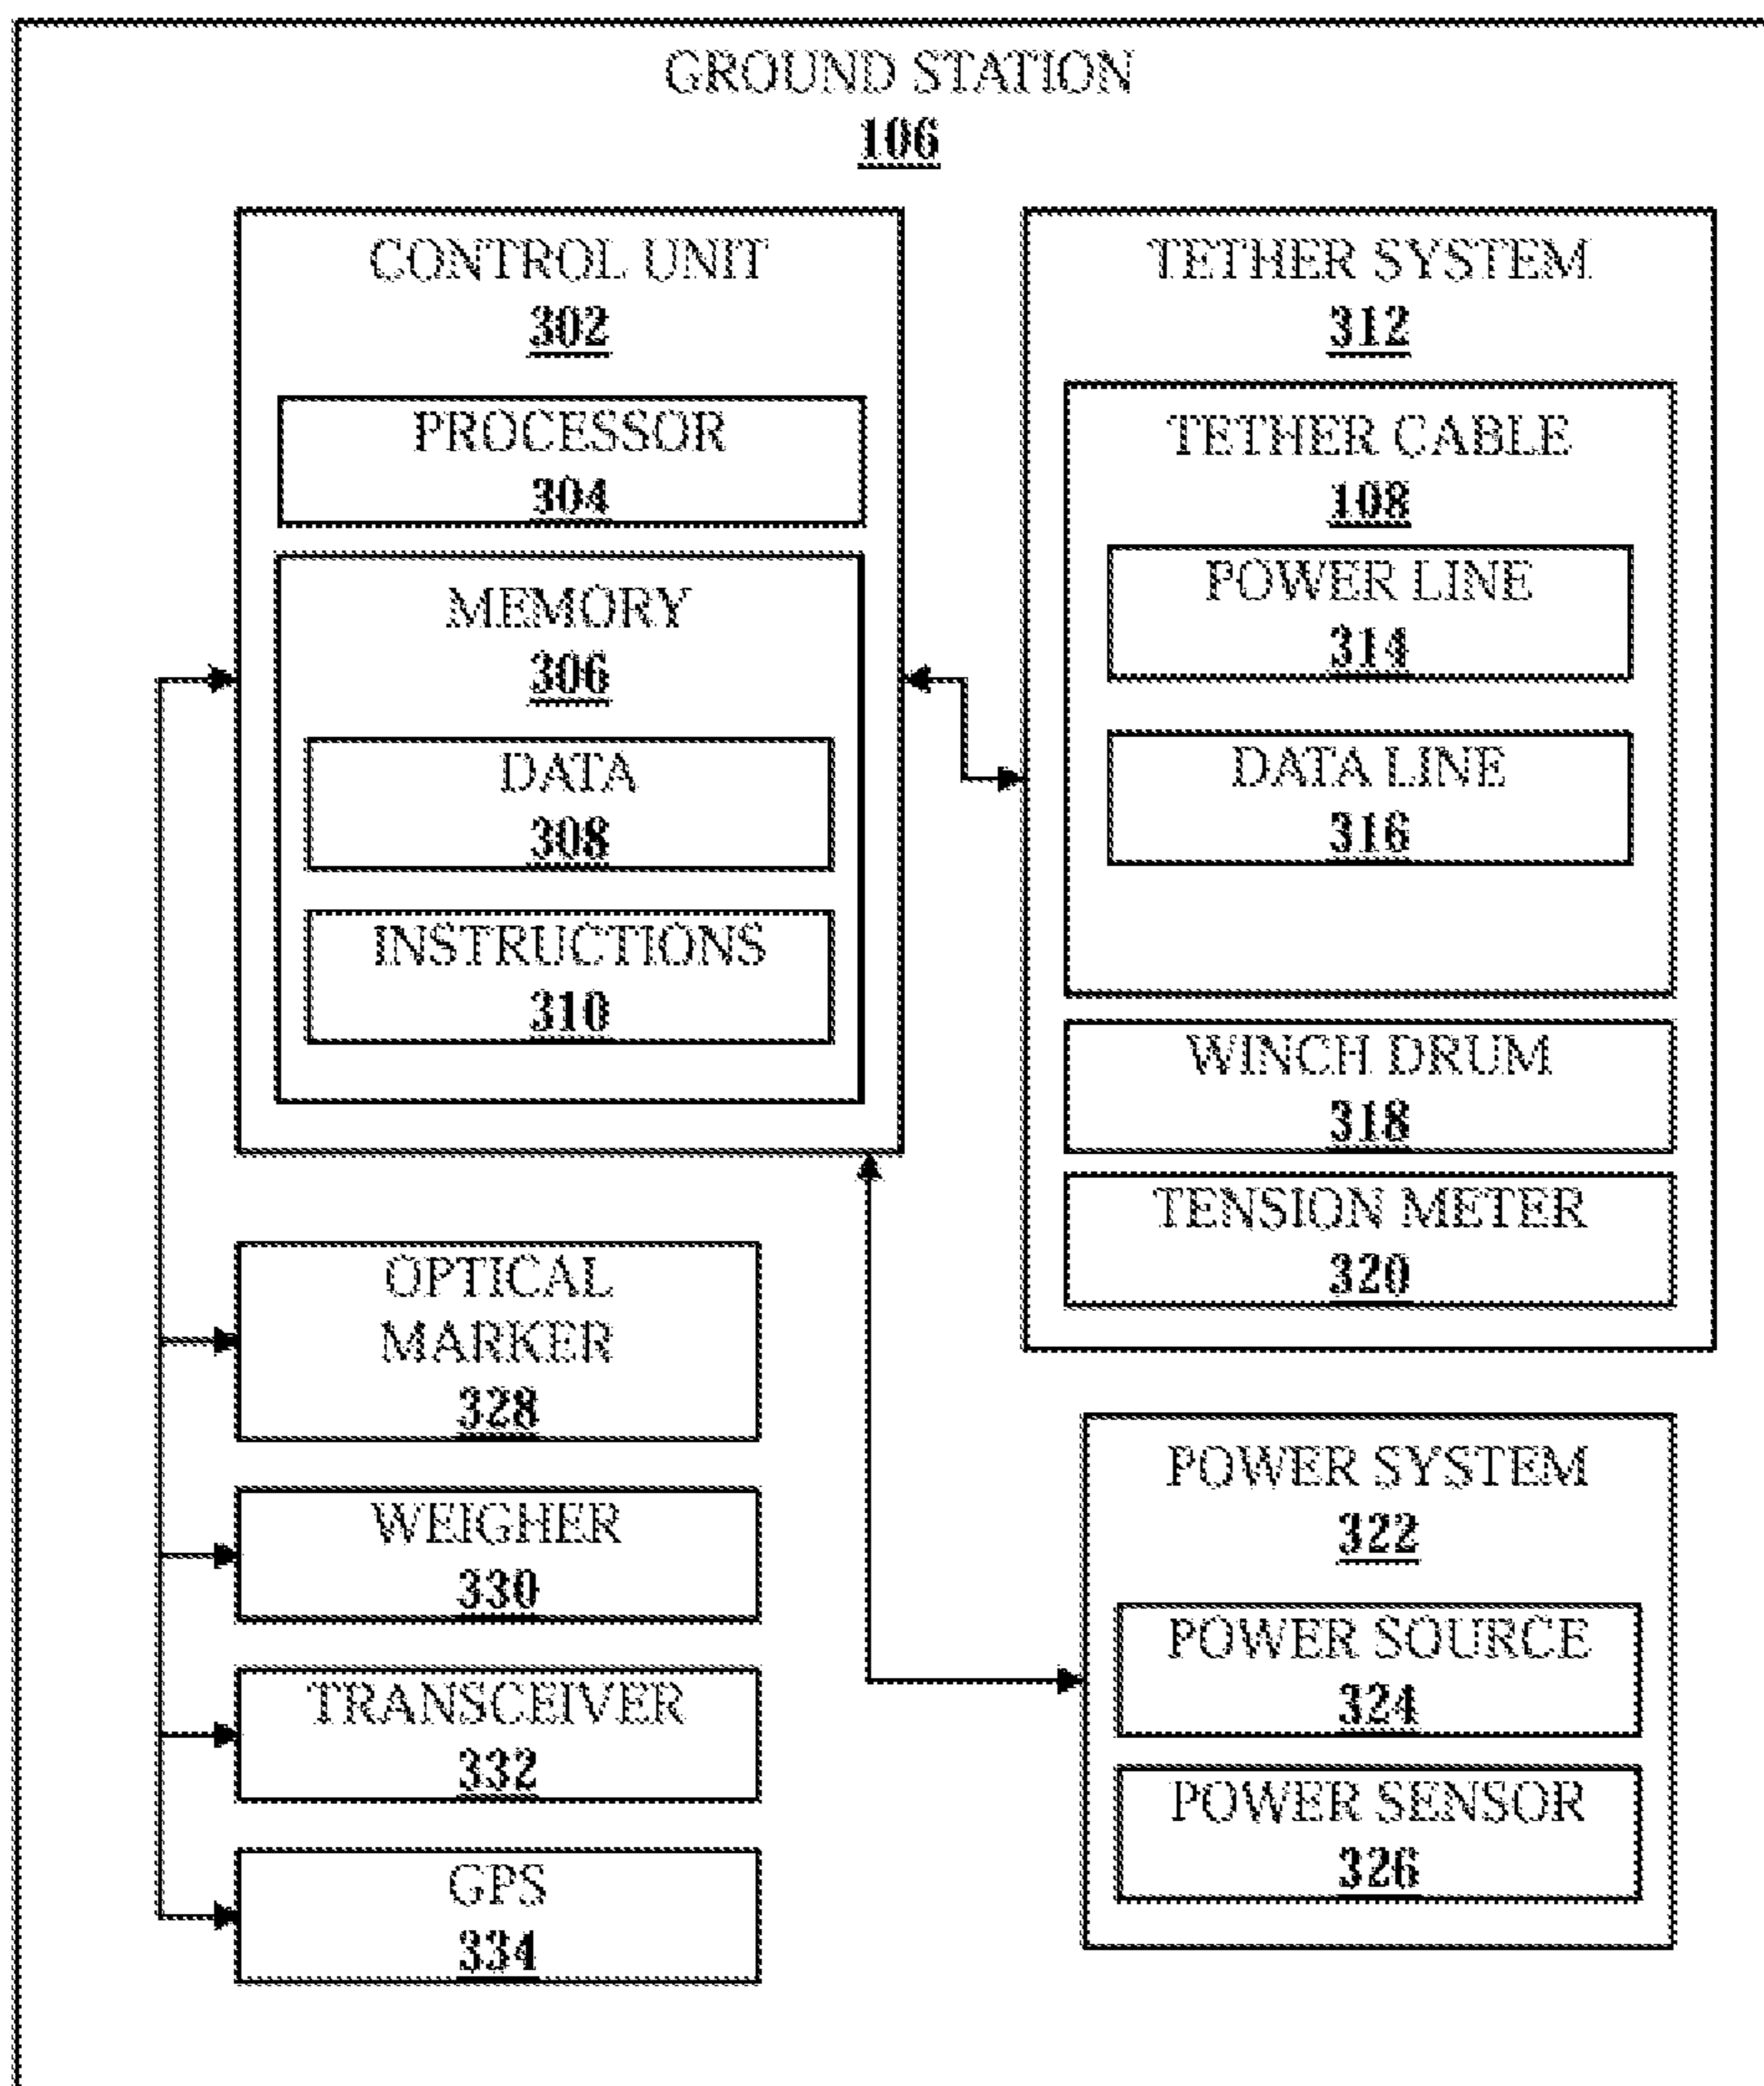 GROUND STATION
106
CONTROL UNIT
302
PROCESSOR
304
MEMORY
306
DATA
308
INSTRUCTIONS
310
TETHER SYSTEM
312
TETHER CABLE
108
POWER LINE
314
DATA LINE
316
WINCH DRUM
318
TENSION METER
320
OPTICAL
MARKER
328
WEIGHER
330
TRANSCEIVER
332
GPS
334
POWER SYSTEM
322
POWER SOURCE
324
POWER SENSOR
326